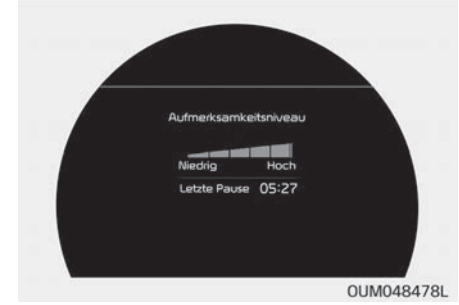 Aufmerksamkeitsniveau
Niedrig Hoch
Letzte Pause 05:27
OUM048478L